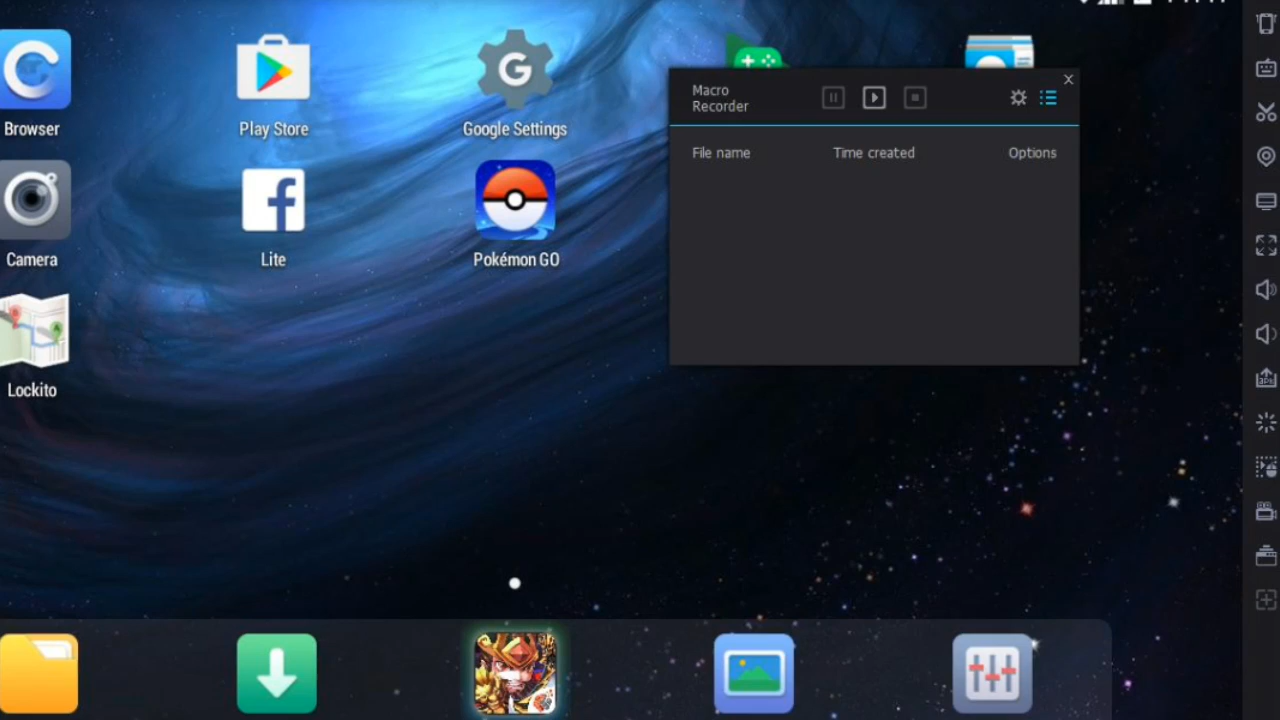 Browser
Play Store
Google Settings
Camera
Lite
Pokémon GO
Lockito
Macro
Recorder
File name
Time created
Options